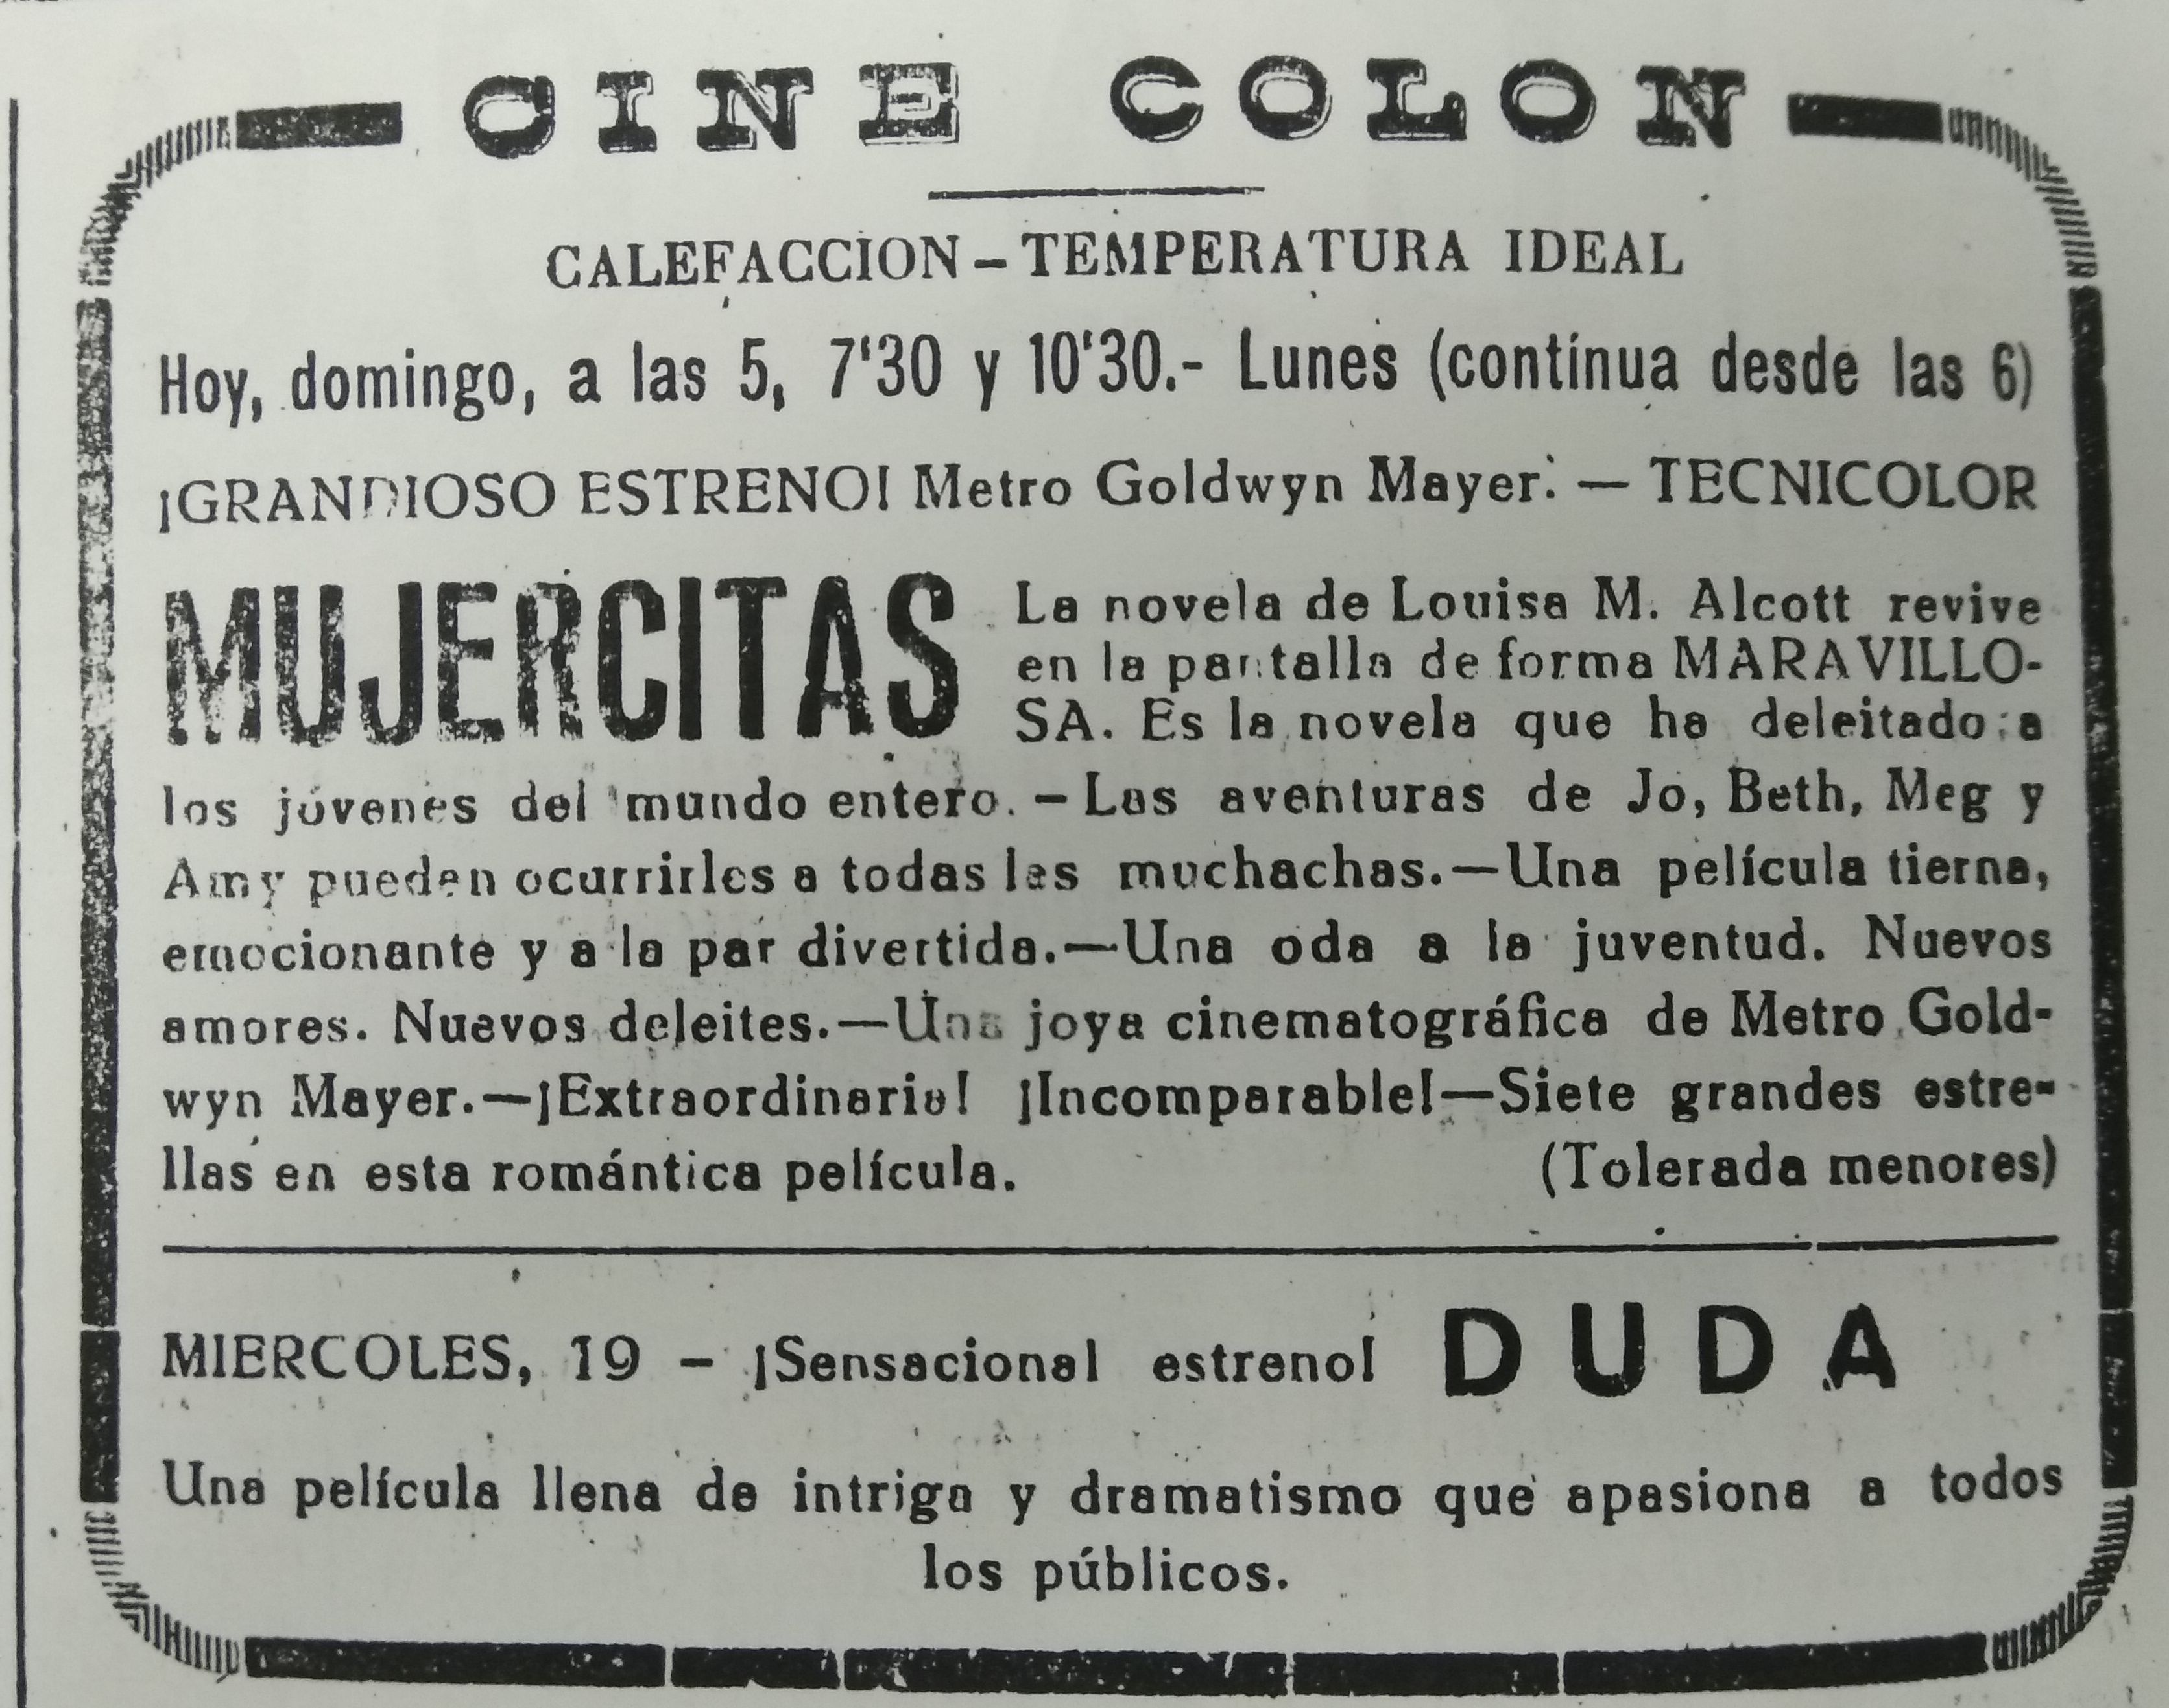 CINE COLON
CALEFACCION – TEMPERATURA IDEAL
Hoy, domingo, a las 5, 7'30 y 10'30.- Lunes (contínua desde las 6)
¡GRANDIOSO ESTRENO! Metro Goldwyn Mayer. — TECNICOLOR
MUJERCITAS
La novela de Louisa M. Alcott revive
en la pantalla de forma MARAVILLO-
SA. Es la novela que ha deleitado a
los jóvenes del mundo entero. – Las aventuras de Jo, Beth, Meg y
Amy pueden ocurrirles a todas las muchachas.—Una película tierna,
emocionante y a la par divertida.—Una oda a la juventud. Nuevos
amores. Nuevos deleites.—Una joya cinematográfica de Metro Gold-
wyn Mayer.—¡Extraordinaria! ¡Incomparable!—Siete grandes estre-
llas en esta romántica película. (Tolerada menores)
MIERCOLES, 19 – ¡Sensacional estreno! DUDA
Una película llena de intriga y dramatismo que apasiona a todos
los públicos.